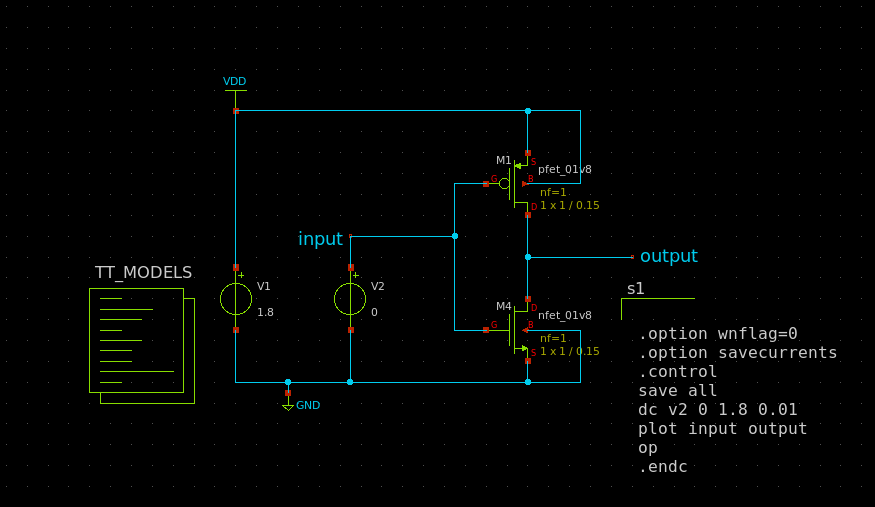 VDD
M1
S
pfet_01v8
G
B
nf=1
D
1 x 1 / 0.15
input
output
TT_MODELS
+
V1
1.8
+
V2
0
s1
M4
D
nfet_01v8
G
B
nf=1
S
1 x 1 / 0.15
.option wnflag=0
.option savecurrents
.control
save all
dc v2 0 1.8 0.01
plot input output
op
.endc
GND